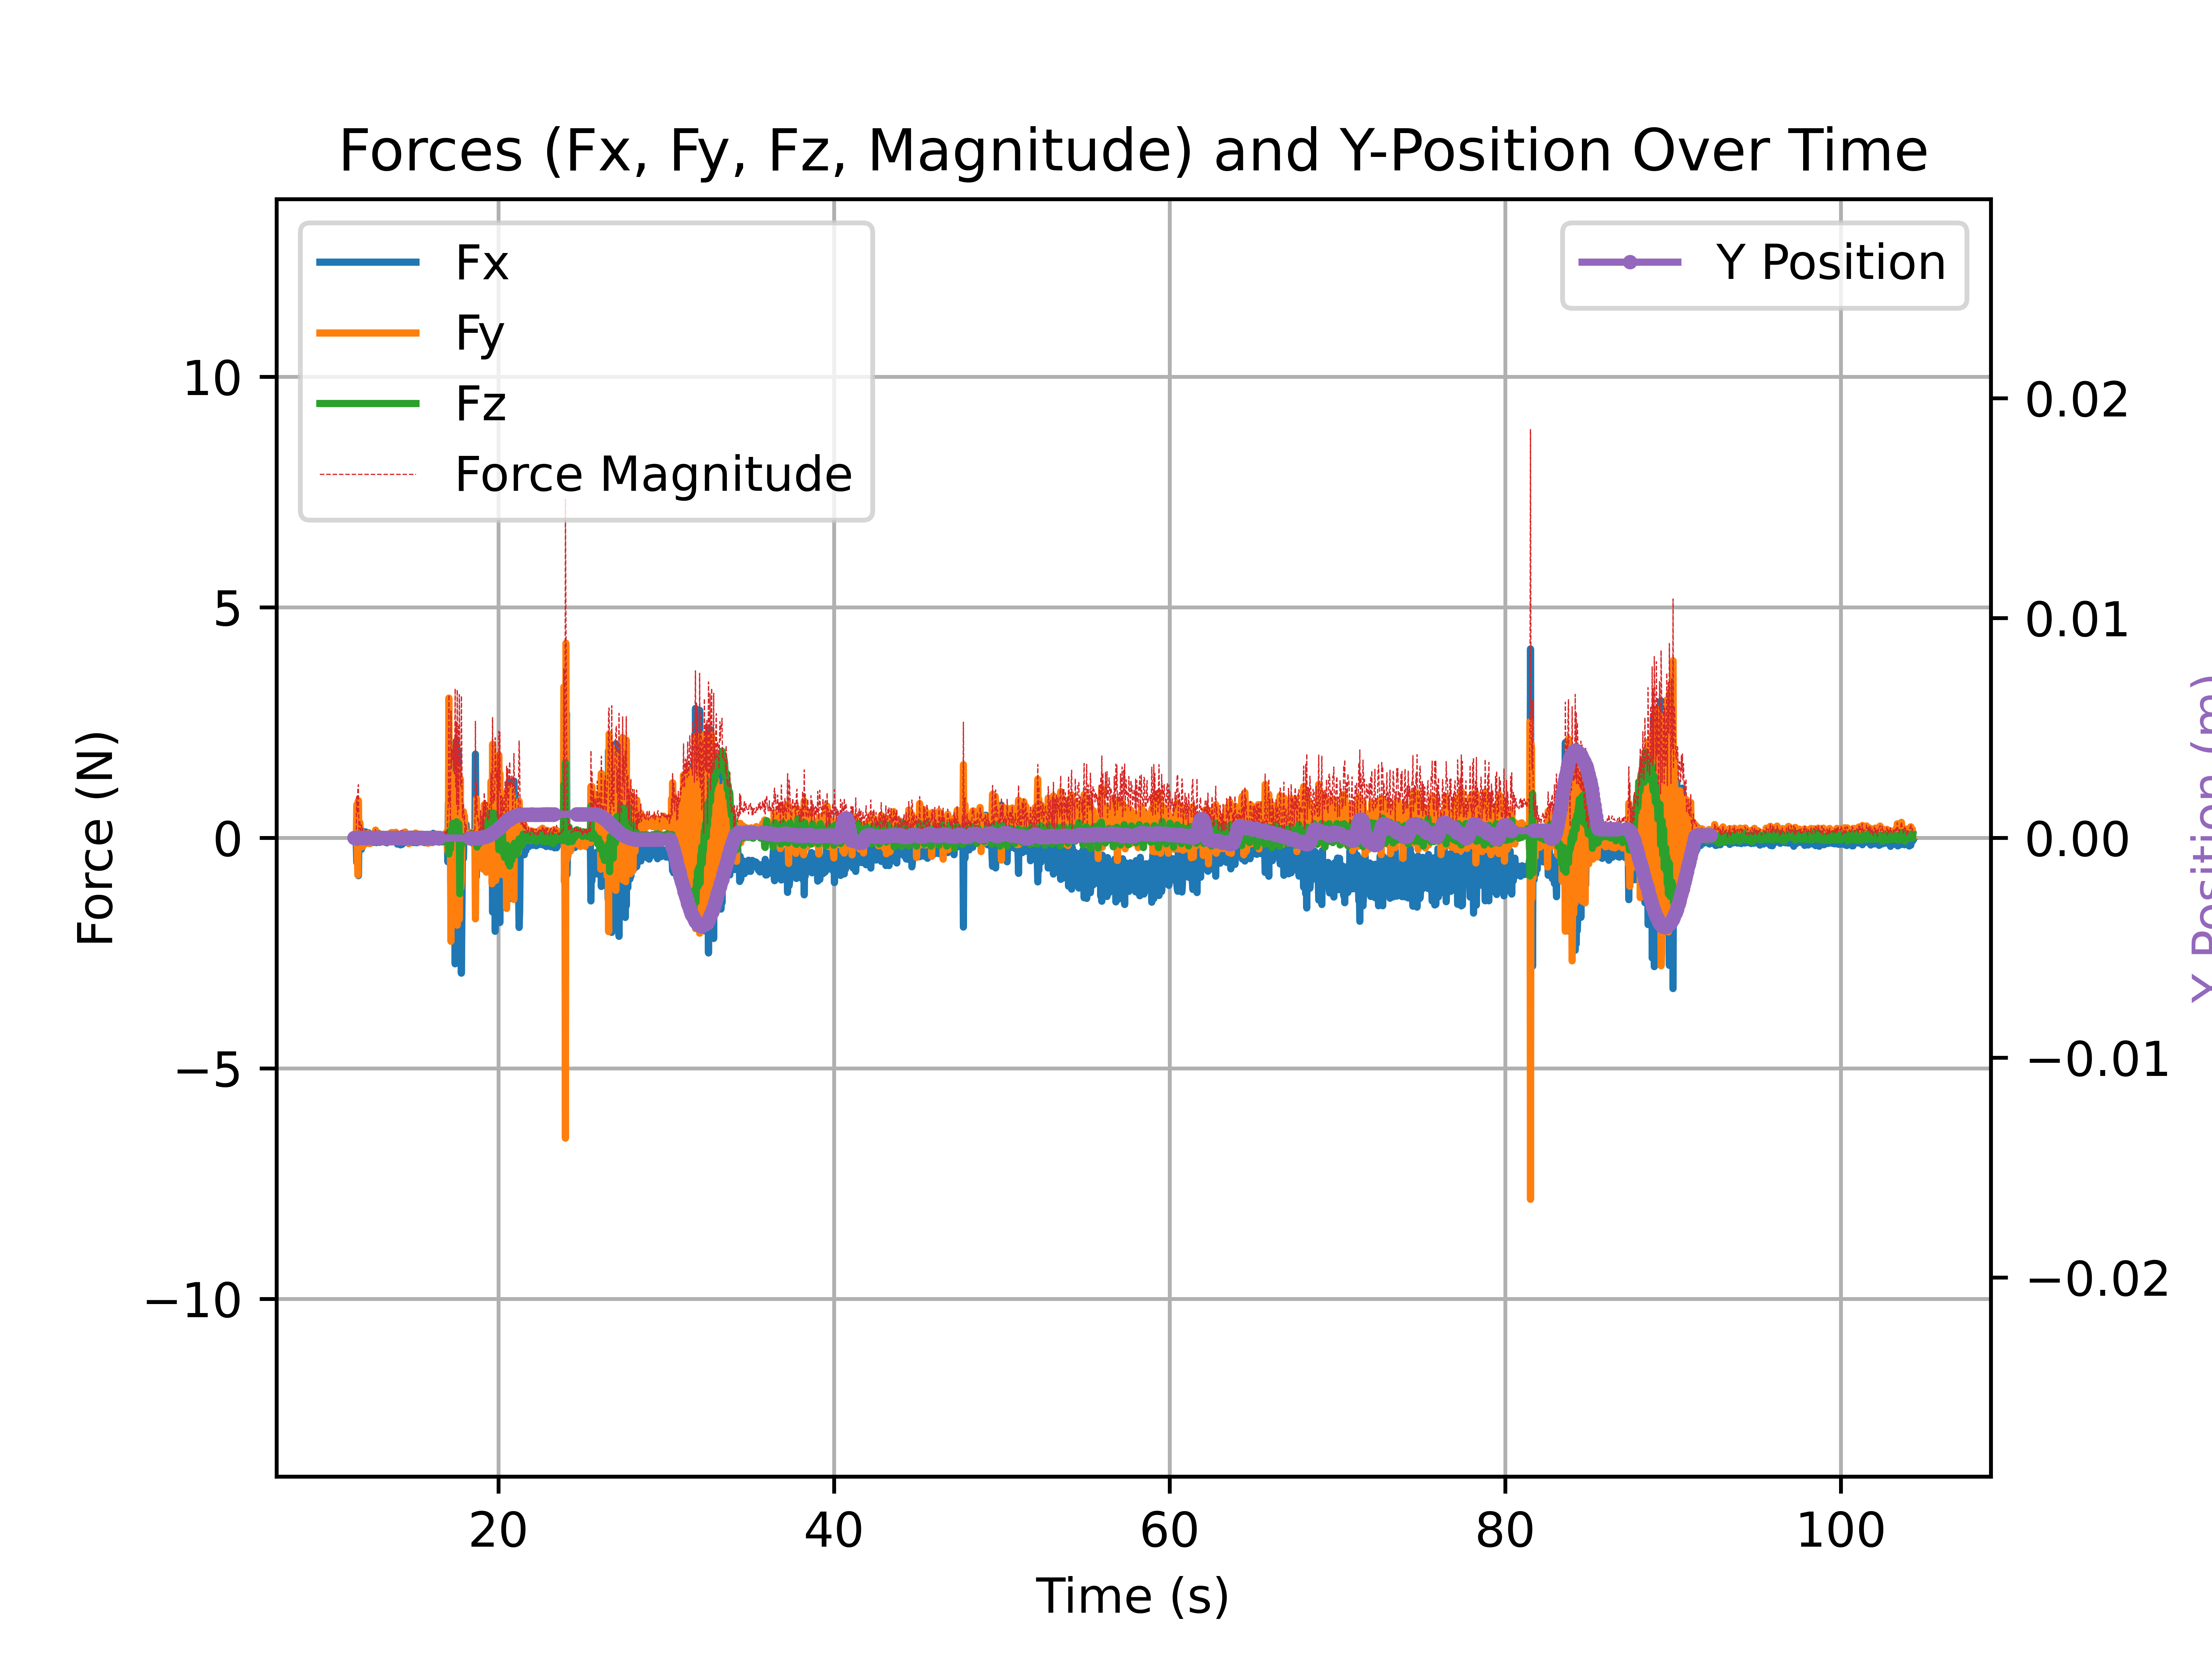 Forces (Fx, Fy, Fz, Magnitude) and Y-Position Over Time
Fx
Fy
Fz
Force Magnitude
Y Position
10
5
0
−5
−10
Force (N)
0.02
0.01
0.00
−0.01
−0.02
Y Position (m)
20
40
60
80
100
Time (s)